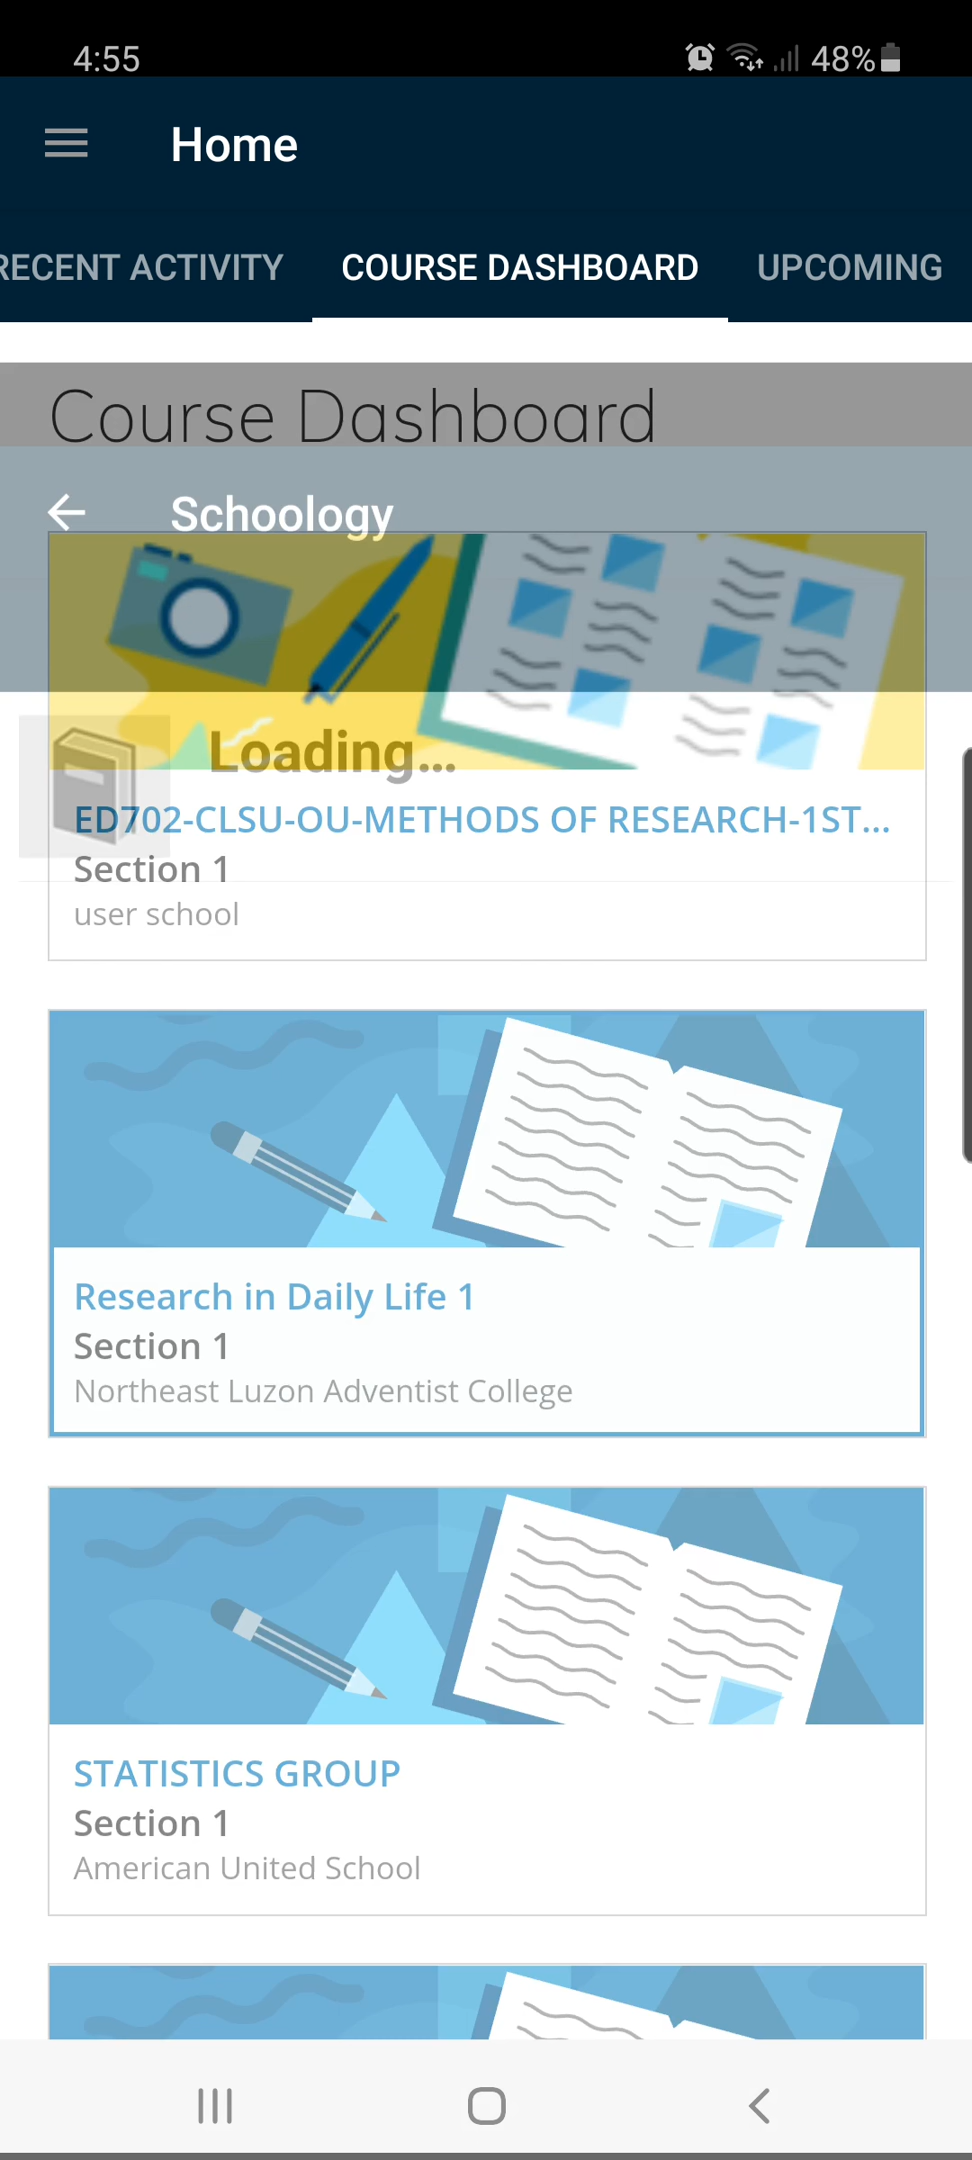 4:55
48%
Home
RECENT ACTIVITY
COURSE DASHBOARD
UPCOMING
Course Dashboard
Schoology
Loading...
ED702-CLSU-OU-METHODS OF RESEARCH-1ST...
Section 1
user school
Research in Daily Life 1
Section 1
Northeast Luzon Adventist College
STATISTICS GROUP
Section 1
American United School